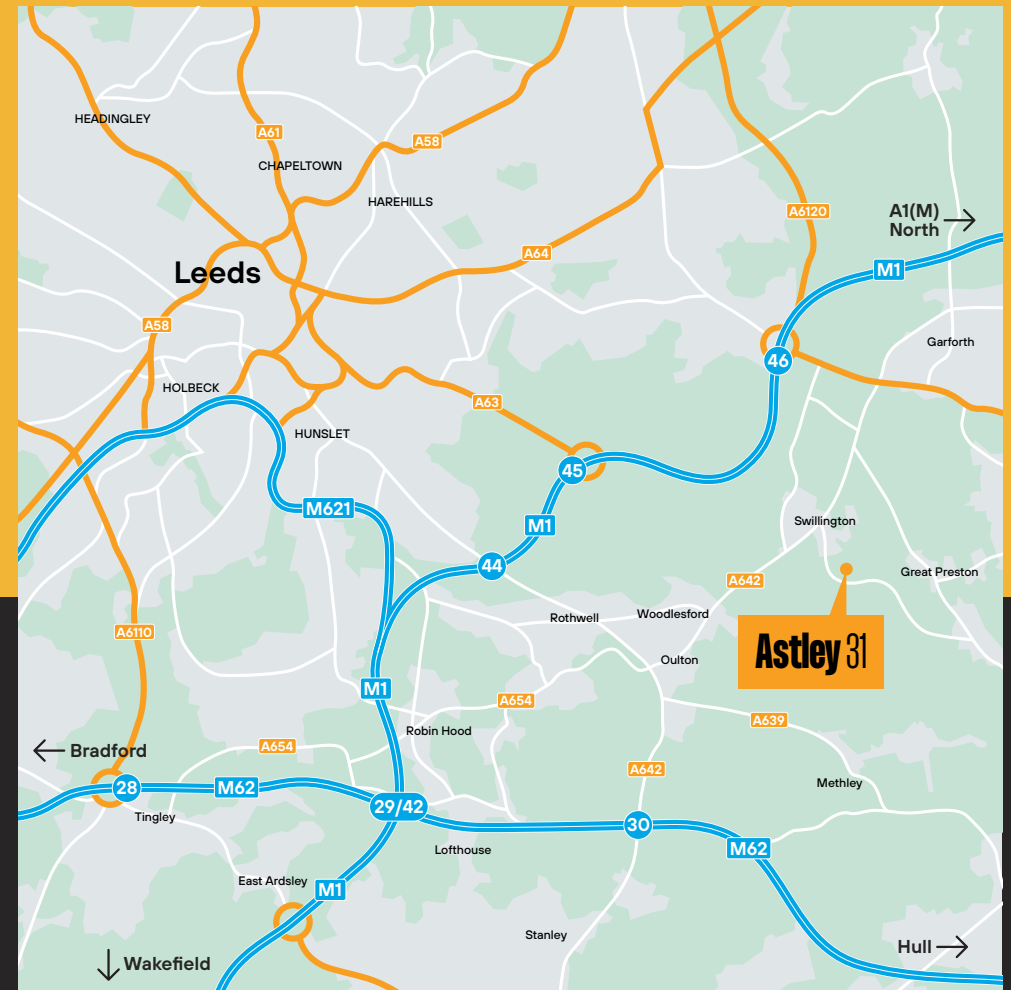 HEADINGLEY
A61
A58
CHAPELTOWN
HAREHILLS
A6120
A1(M)
North
A64
Leeds
M1
A58
Garforth
46
HOLBECK
A63
HUNSLET
45
M621
Swillington
M1
44
Great Preston
A642
Rothwell
Woodlesford
A6110
Astley 31
Oulton
M1
A654
A639
Robin Hood
A654
Bradford
A642
Methley
28
M62
29/42
Tingley
30
Lofthouse
M62
East Ardsley
M1
Stanley
Hull
Wakefield